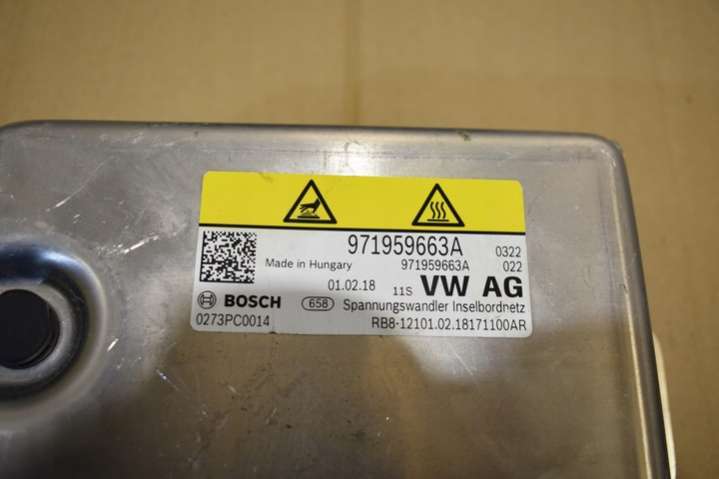 971959663A 0322
Made in Hungary 971959663A 022
01.02.18 11S VW AG
BOSCH 658 Spannungswandler Inselbordnetz
0273PC0014 RB8-12101.02.18171100AR